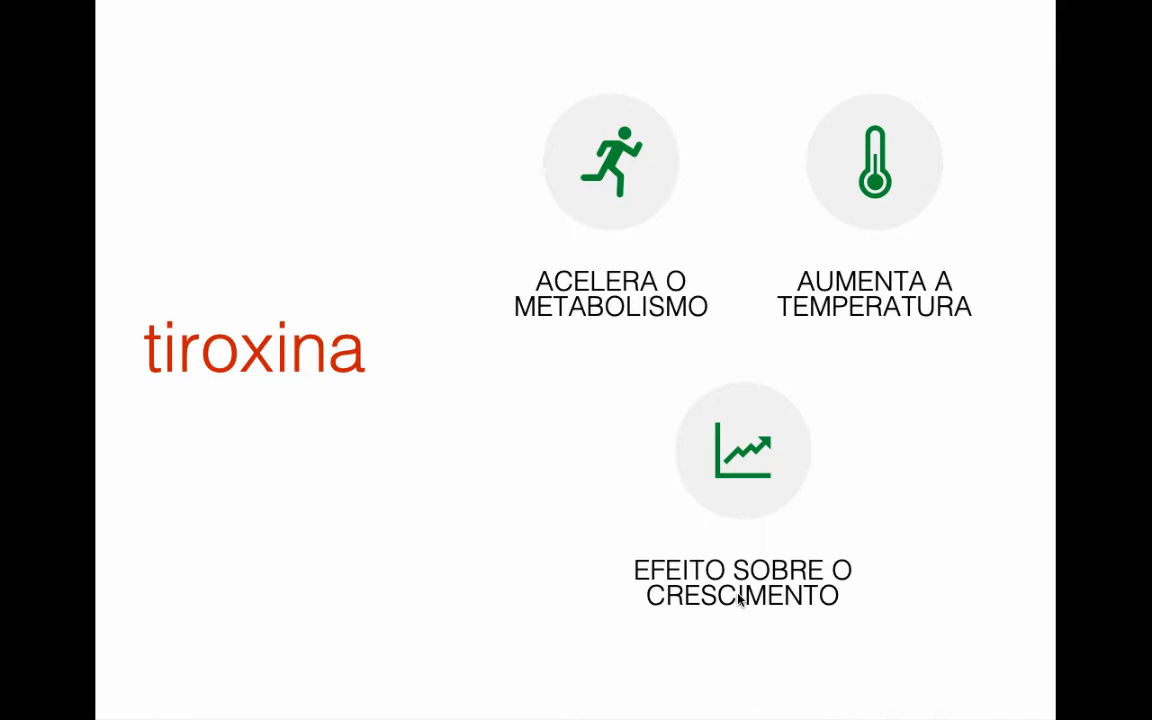 tiroxina
ACELERA O
METABOLISMO
AUMENTA A
TEMPERATURA
EFEITO SOBRE O
CRESCIMENTO